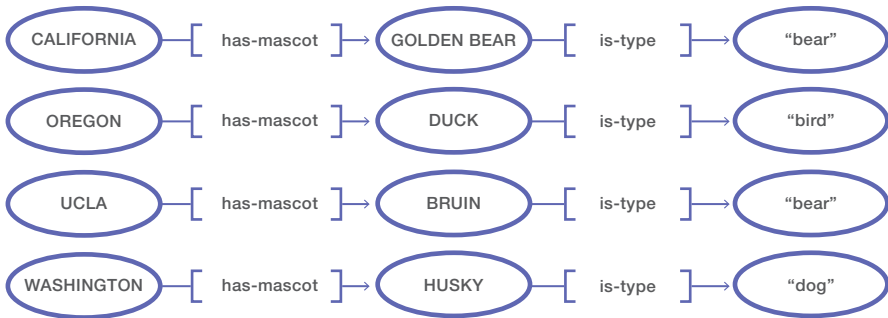 CALIFORNIA has-mascot GOLDEN BEAR is-type “bear”
OREGON has-mascot DUCK is-type “bird”
UCLA has-mascot BRUIN is-type “bear”
WASHINGTON has-mascot HUSKY is-type “dog”